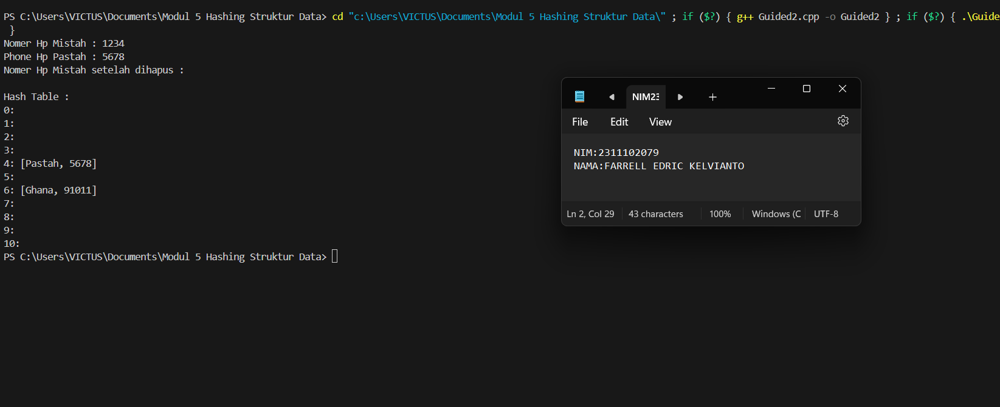 PS C:\Users\VICTUS\Documents\Modul 5 Hashing Struktur Data> cd "c:\Users\VICTUS\Documents\Modul 5 Hashing Struktur Data\" ; if ($?) { g++ Guided2.cpp -o Guided2 } ; if ($?) { .\Guide
}
Nomer Hp Mistah : 1234
Phone Hp Pastah : 5678
Nomer Hp Mistah setelah dihapus :
Hash Table :
0:
1:
2:
3:
4: [Pastah, 5678]
5:
6: [Ghana, 91011]
7:
8:
9:
10:
PS C:\Users\VICTUS\Documents\Modul 5 Hashing Struktur Data>
NIM23
File Edit View
NIM:2311102079
NAMA:FARRELL EDRIC KELVIANTO
Ln 2, Col 29 43 characters 100% Windows (C UTF-8